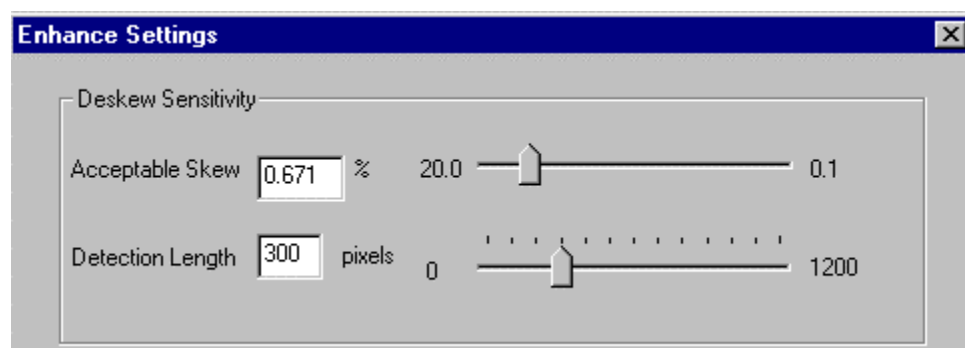 Enhance Settings
Deskew Sensitivity
Acceptable Skew 0.671 % 20.0 0.1
Detection Length 300 pixels 0 1200